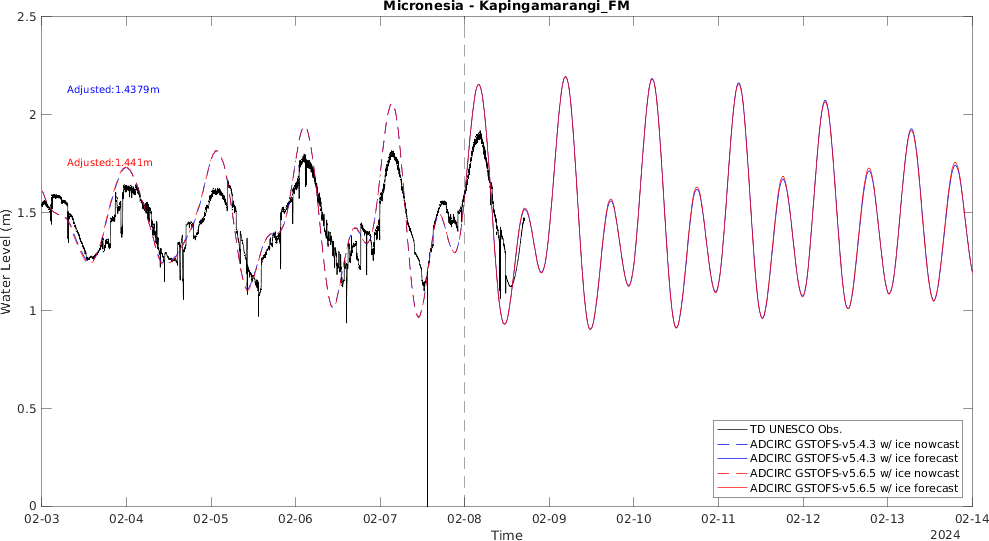 Micronesia - Kapingamarangi_FM
2.5
2
1.5
1
0.5
0
Water Level (m)
Adjusted:1.4379m
Adjusted:1.441m
TD UNESCO Obs.
ADCIRC GSTOFS-v5.4.3 w/ ice nowcast
ADCIRC GSTOFS-v5.4.3 w/ ice forecast
ADCIRC GSTOFS-v5.6.5 w/ ice nowcast
ADCIRC GSTOFS-v5.6.5 w/ ice forecast
02-03 02-04 02-05 02-06 02-07 02-08 02-09 02-10 02-11 02-12 02-13 02-14
Time
2024